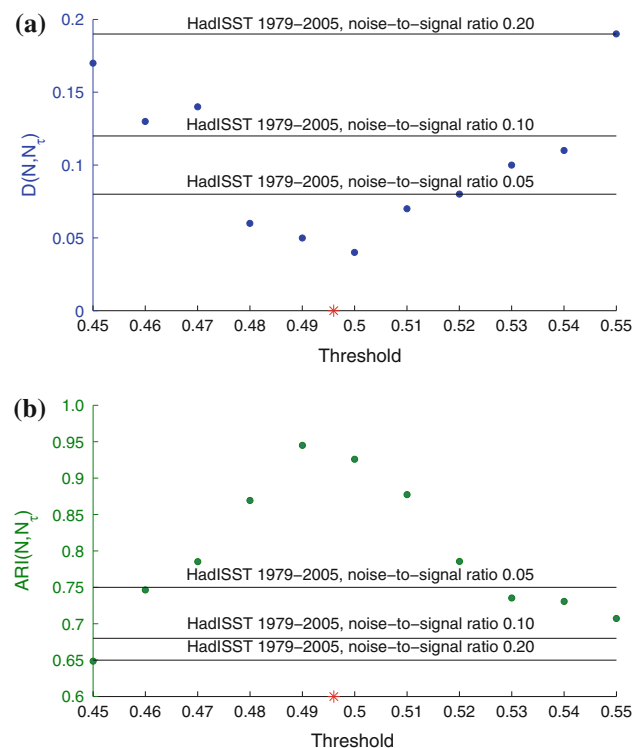 (a)
0.2
0.15
0.1
0.05
0
D(N,Nτ)
HadISST 1979−2005, noise−to−signal ratio 0.20
HadISST 1979−2005, noise−to−signal ratio 0.10
HadISST 1979−2005, noise−to−signal ratio 0.05
0.45 0.46 0.47 0.48 0.49 0.5 0.51 0.52 0.53 0.54 0.55
Threshold
(b)
1.0
0.95
0.9
0.85
0.8
0.75
0.7
0.65
0.6
ARI(N,Nτ)
HadISST 1979−2005, noise−to−signal ratio 0.05
HadISST 1979−2005, noise−to−signal ratio 0.10
HadISST 1979−2005, noise−to−signal ratio 0.20
0.45 0.46 0.47 0.48 0.49 0.5 0.51 0.52 0.53 0.54 0.55
Threshold